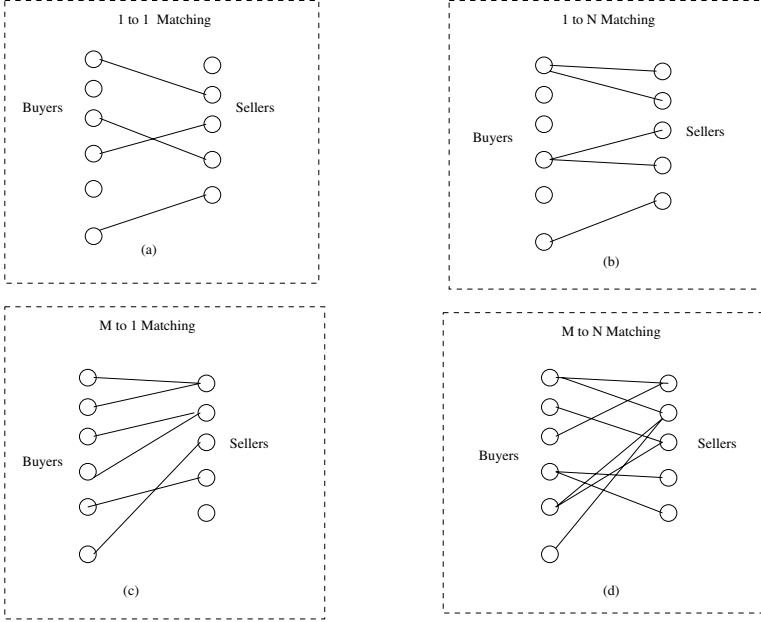 1 to 1 Matching
Buyers
Sellers
(a)
1 to N Matching
Buyers
Sellers
(b)
M to 1 Matching
Buyers
Sellers
(c)
M to N Matching
Buyers
Sellers
(d)